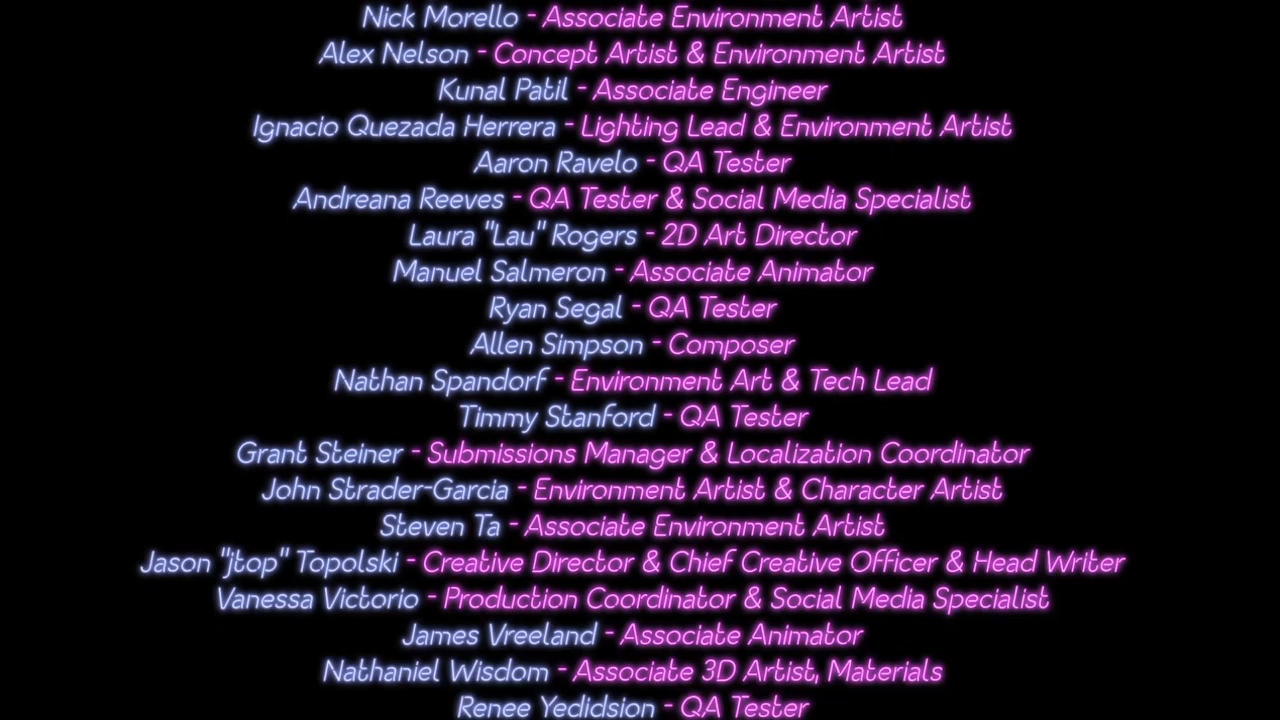 Nick Morello - Associate Environment Artist
Alex Nelson - Concept Artist & Environment Artist
Kunal Patil - Associate Engineer
Ignacio Quezada Herrera - Lighting Lead & Environment Artist
Aaron Ravelo - QA Tester
Andreana Reeves - QA Tester & Social Media Specialist
Laura "Lau" Rogers - 2D Art Director
Manuel Salmeron - Associate Animator
Ryan Segal - QA Tester
Allen Simpson - Composer
Nathan Spandorf - Environment Art & Tech Lead
Timmy Stanford - QA Tester
Grant Steiner - Submissions Manager & Localization Coordinator
John Strader-Garcia - Environment Artist & Character Artist
Steven Ta - Associate Environment Artist
Jason "jtop" Topolski - Creative Director & Chief Creative Officer & Head Writer
Vanessa Victorio - Production Coordinator & Social Media Specialist
James Vreeland - Associate Animator
Nathaniel Wisdom - Associate 3D Artist, Materials
Renee Yedidsion - QA Tester